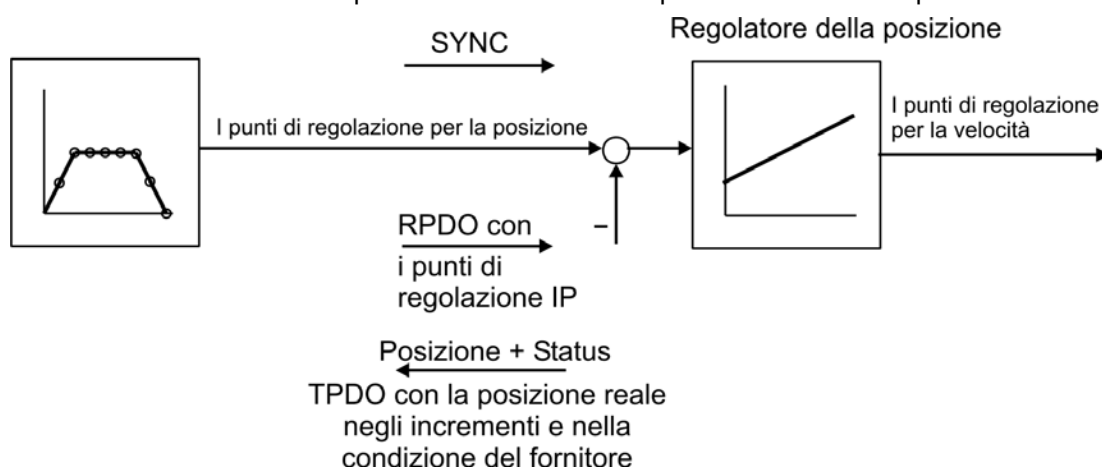 SYNC
Regolatore della posizione
I punti di regolazione per la posizione
I punti di regolazione
per la velocità
RPDO con
i punti di
regolazione IP
–
Posizione + Status
TPDO con la posizione reale
negli incrementi e nella
condizione del fornitore